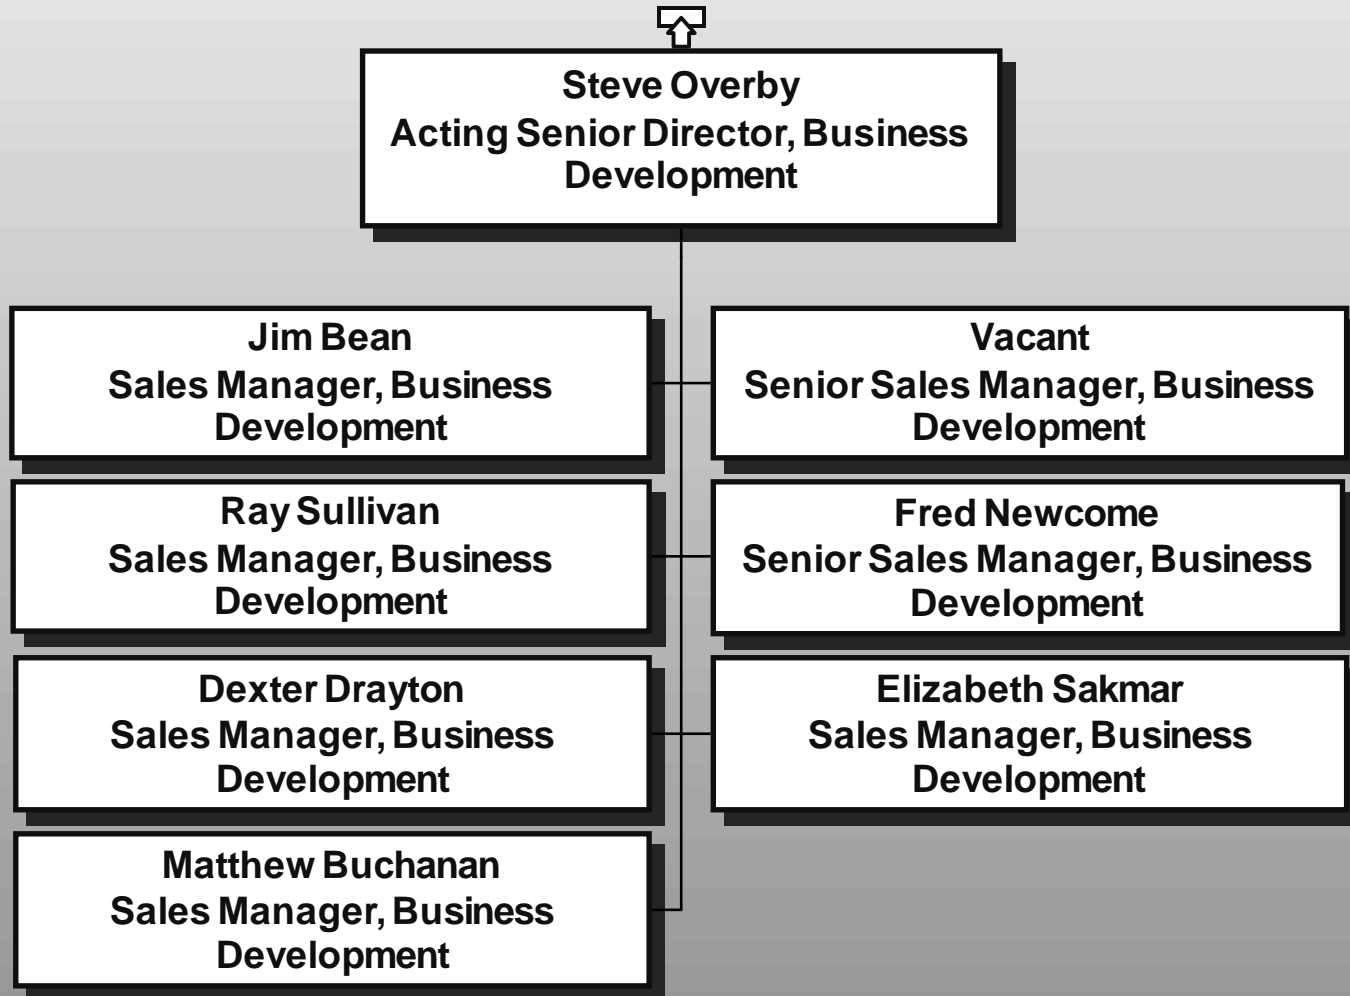 Steve Overby
Acting Senior Director, Business
Development
Jim Bean
Sales Manager, Business
Development
Vacant
Senior Sales Manager, Business
Development
Ray Sullivan
Sales Manager, Business
Development
Fred Newcome
Senior Sales Manager, Business
Development
Dexter Drayton
Sales Manager, Business
Development
Elizabeth Sakmar
Sales Manager, Business
Development
Matthew Buchanan
Sales Manager, Business
Development